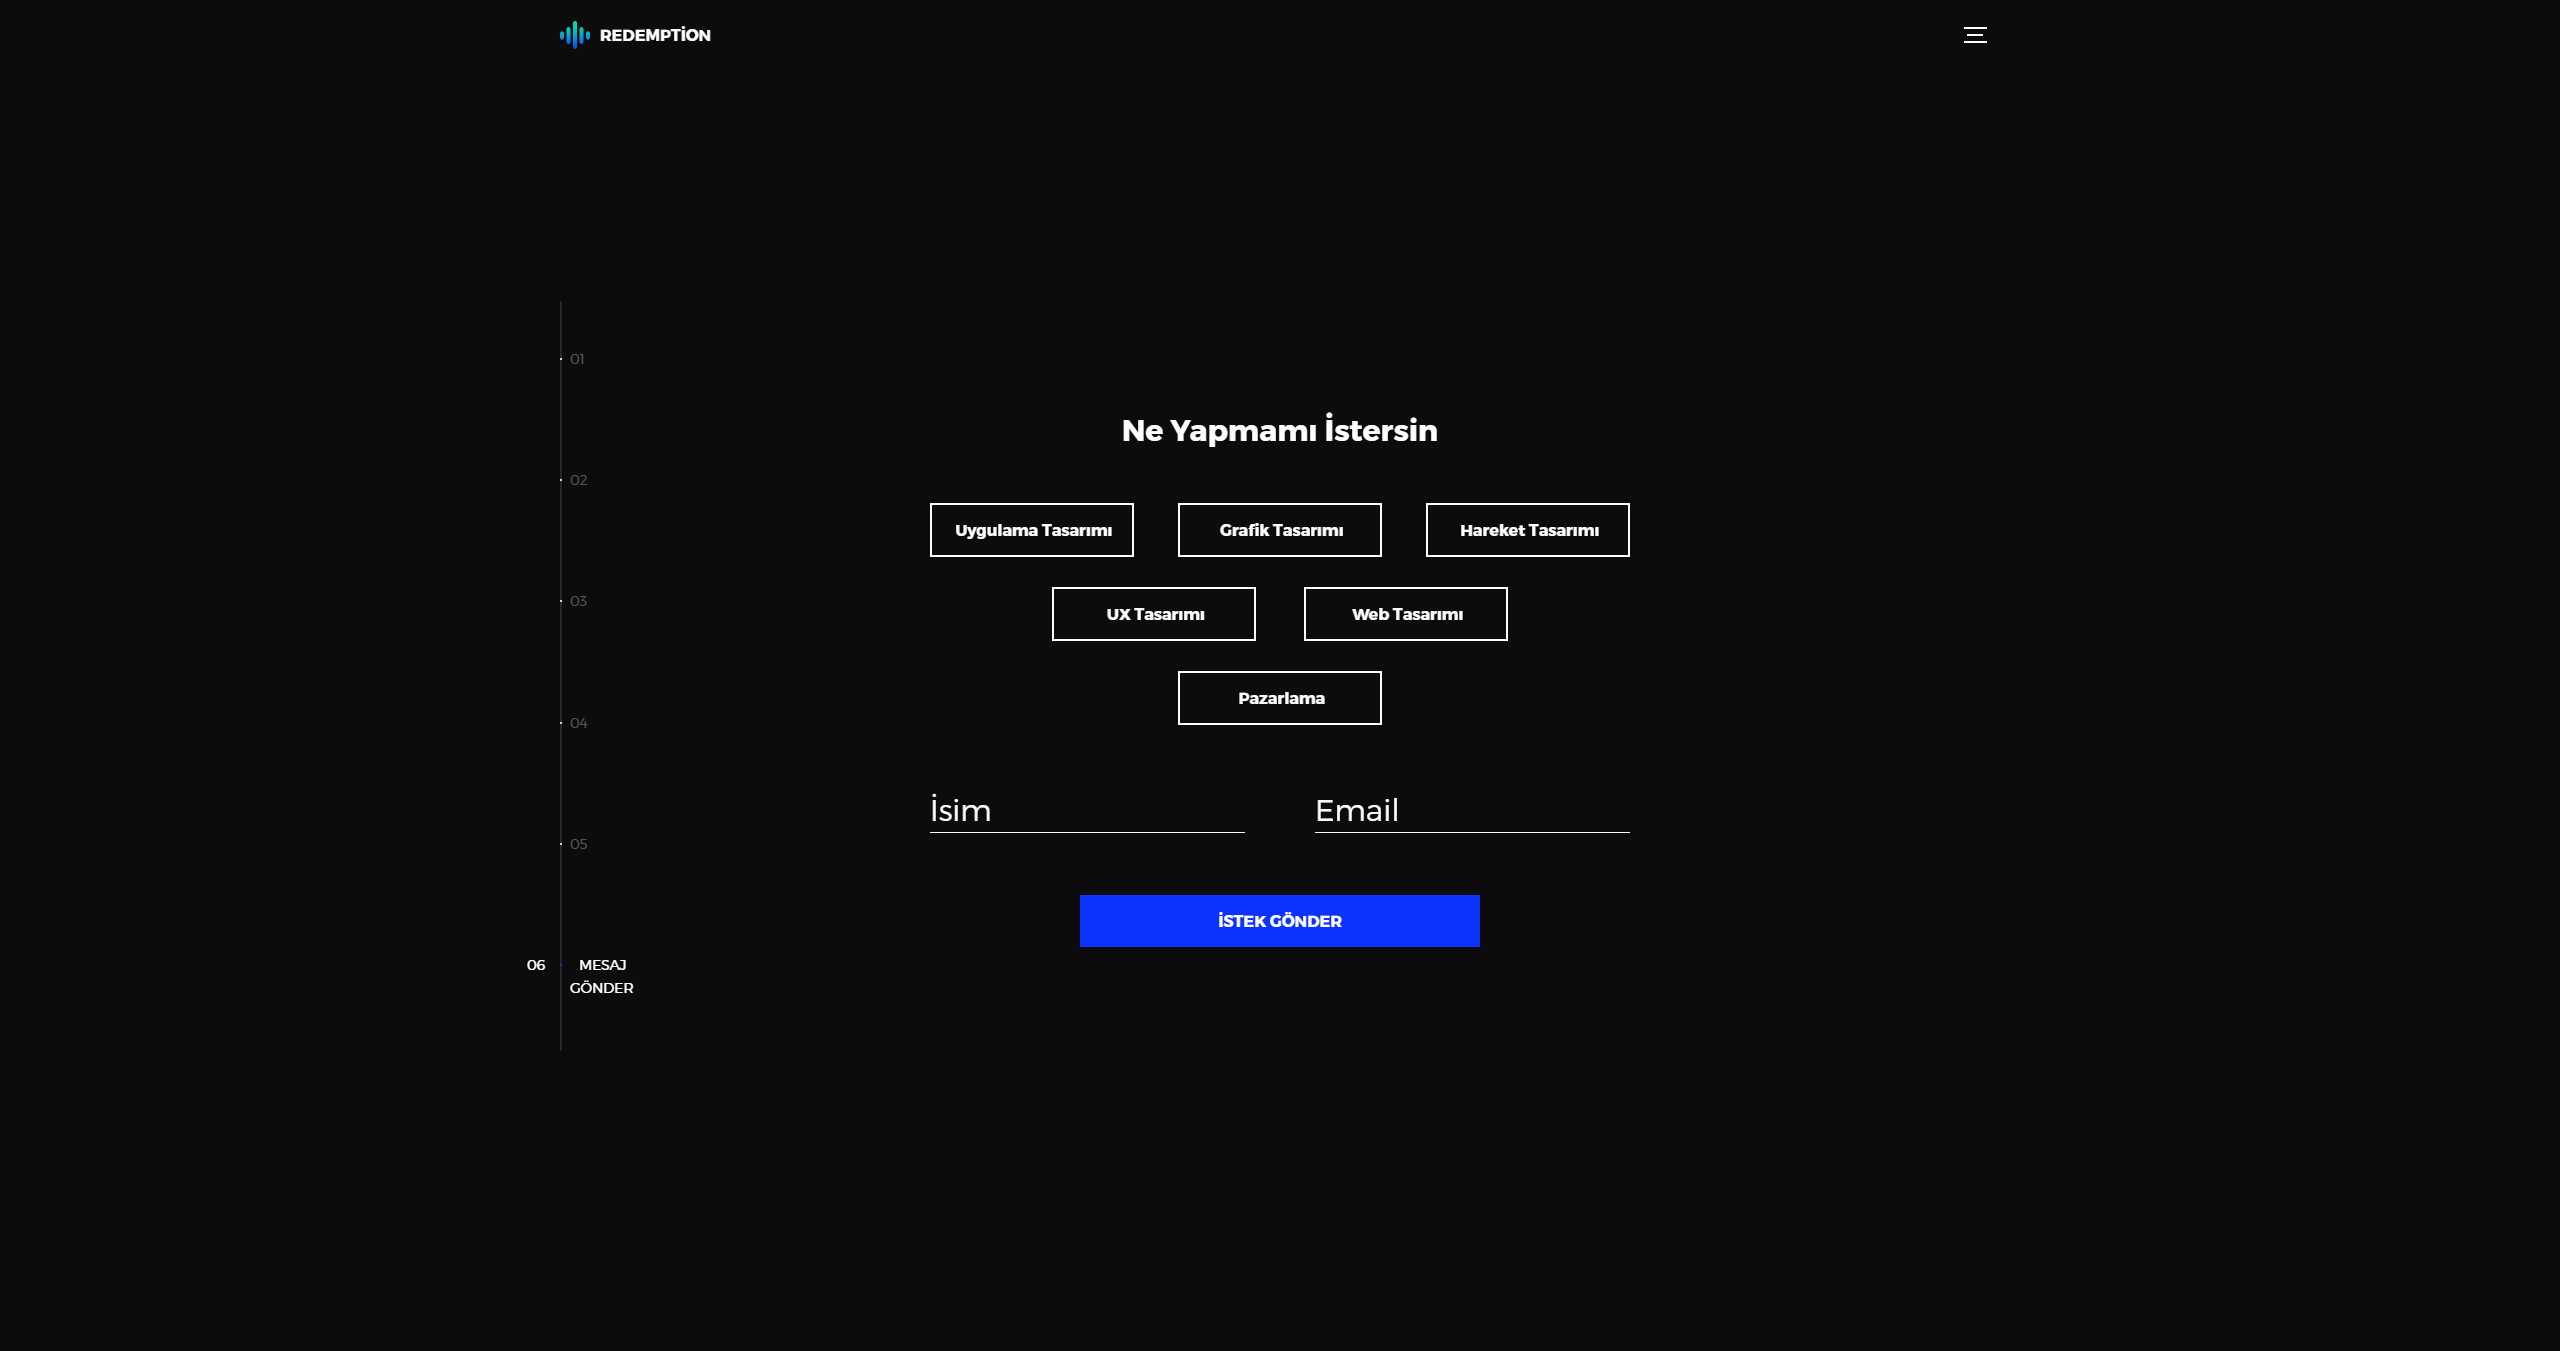 REDEMPTİON
01
02
03
04
05
06 MESAJ
GÖNDER
Ne Yapmamı İstersin
Uygulama Tasarımı
Grafik Tasarımı
Hareket Tasarımı
UX Tasarımı
Web Tasarımı
Pazarlama
İsim
Email
İSTEK GÖNDER